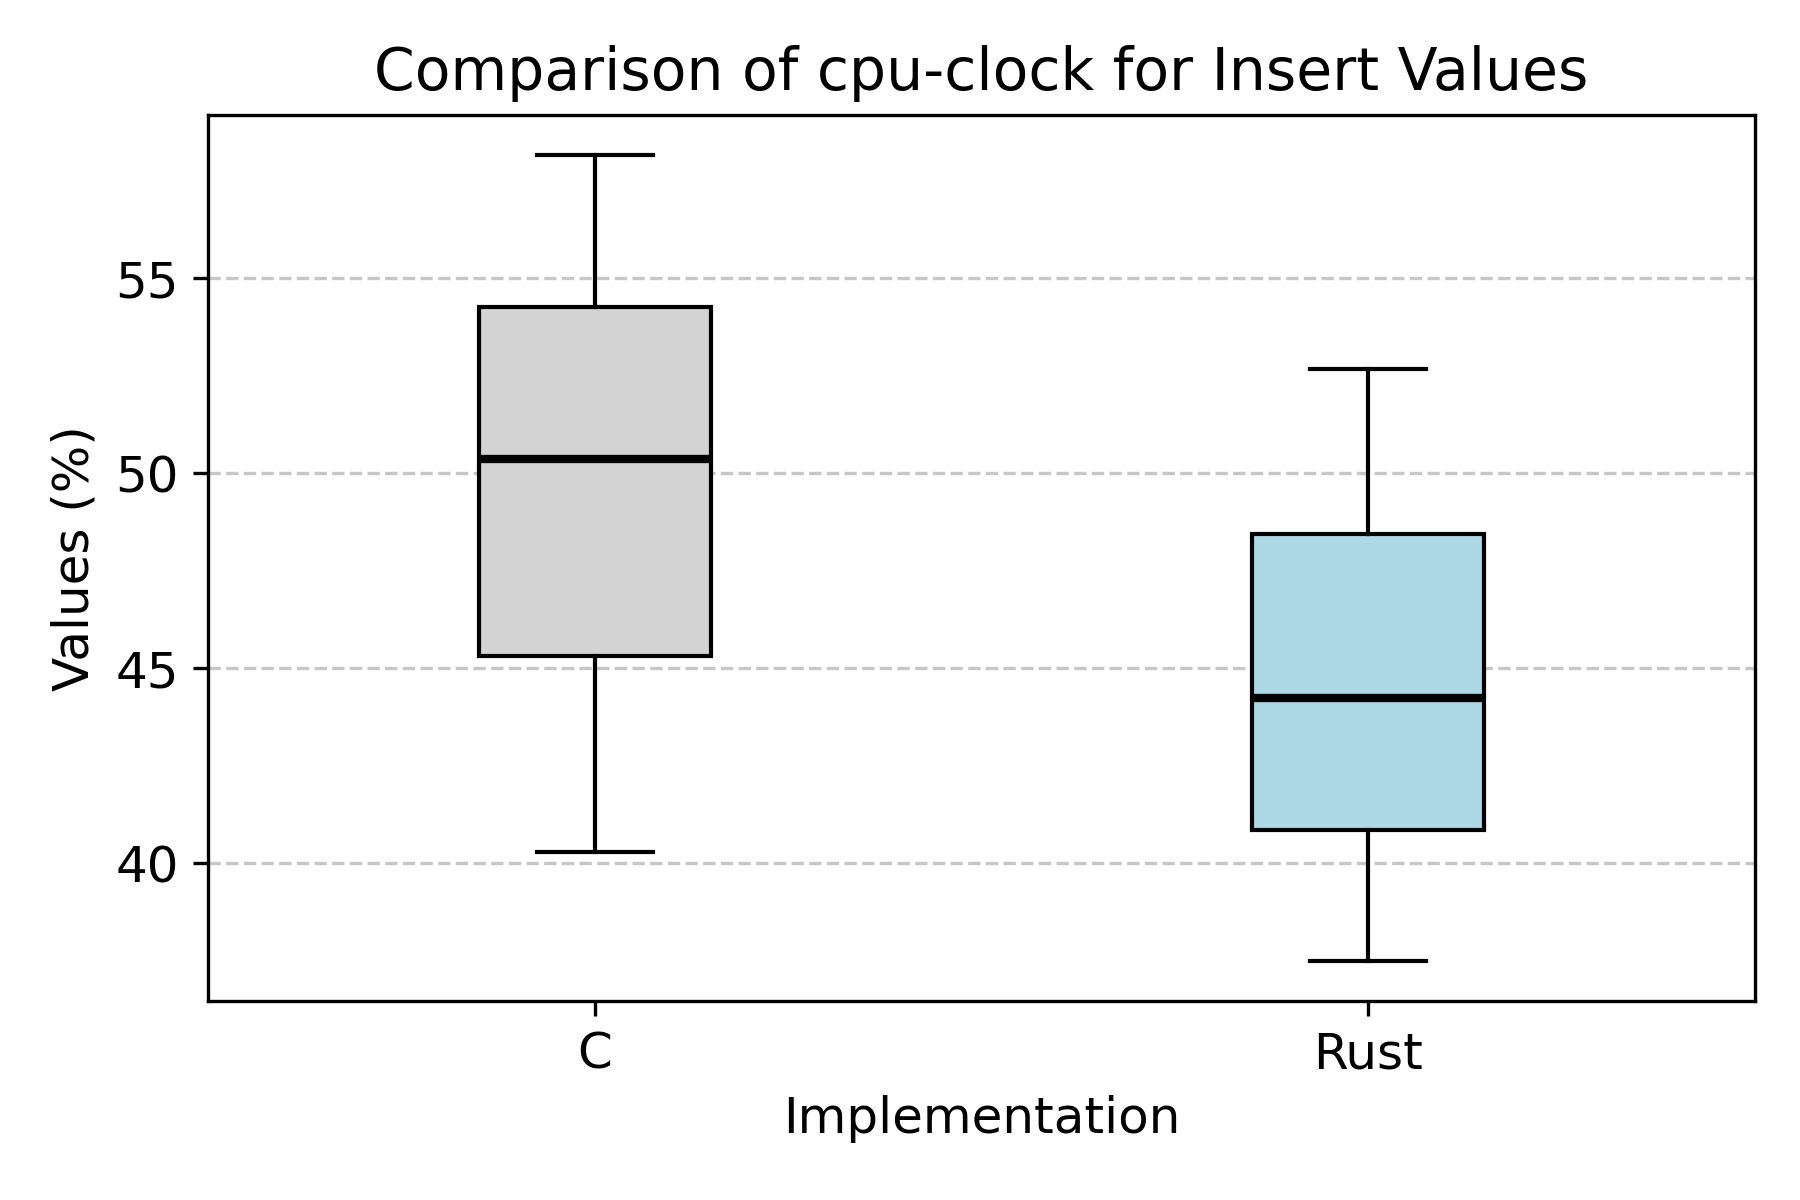 Comparison of cpu-clock for Insert Values
Values (%)
55
50
45
40
C
Rust
Implementation